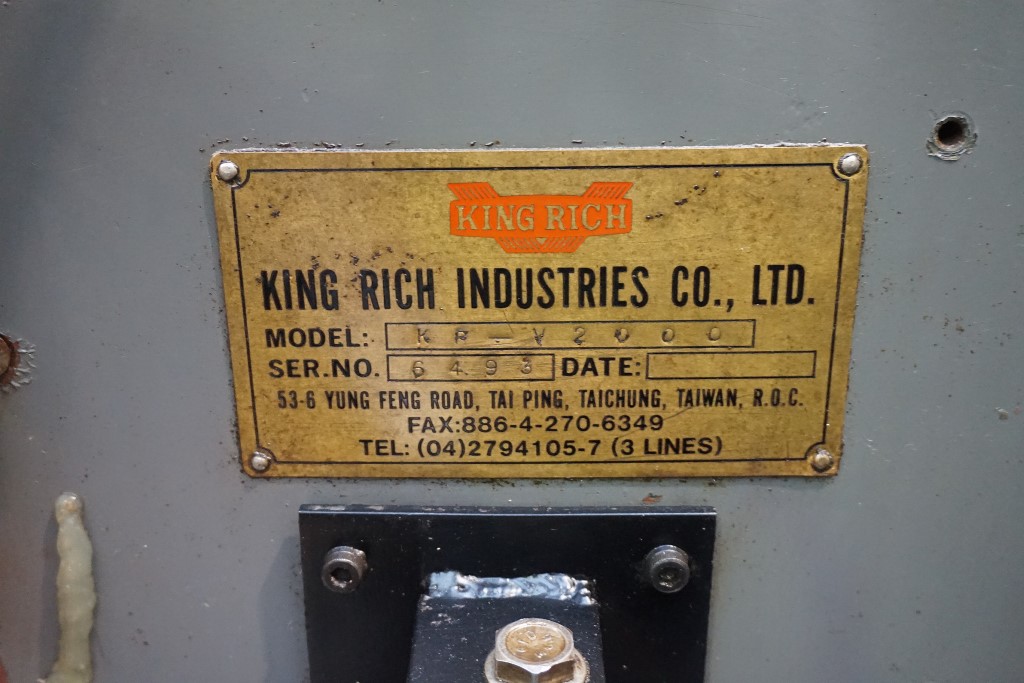 KING RICH
KING RICH INDUSTRIES CO., LTD.
MODEL: KR-V2000
SER.NO. 6493 DATE:
53-6 YUNG FENG ROAD, TAI PING, TAICHUNG, TAIWAN, R.O.C.
FAX:886-4-270-6349
TEL: (04)2794105-7 (3 LINES)